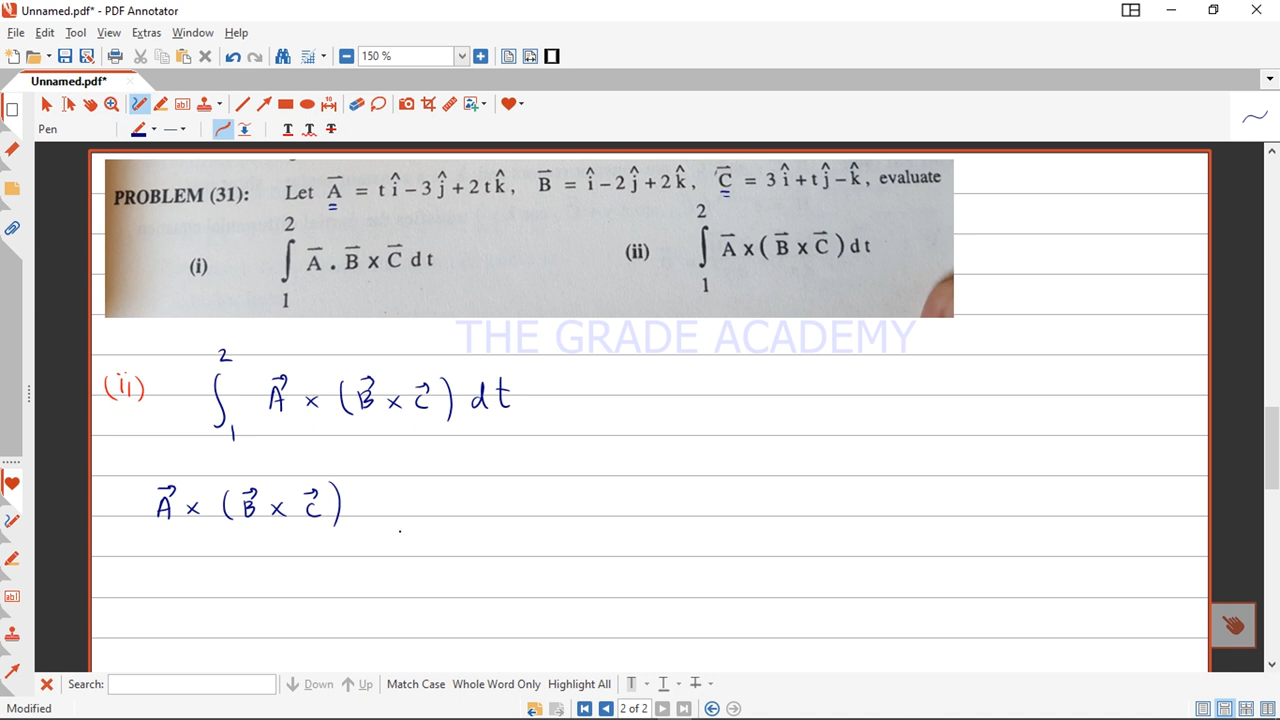 Unnamed.pdf* - PDF Annotator
File Edit Tool View Extras Window Help
150 %
Unnamed.pdf*
Pen
PROBLEM (31): Let A⃗ = t î − 3 ĵ + 2 t k̂, B⃗ = î − 2 ĵ + 2 k̂, C⃗ = 3 î + t ĵ − k̂, evaluate
(i) ∫₁² A⃗ . B⃗ x C⃗ d t (ii) ∫₁² A⃗ x ( B⃗ x C⃗ ) d t
THE GRADE ACADEMY
(ii) ∫₁² A⃗ × (B⃗ × C⃗) dt
A⃗ × (B⃗ × C⃗)
Search: Down Up Match Case Whole Word Only Highlight All
Modified 2 of 2